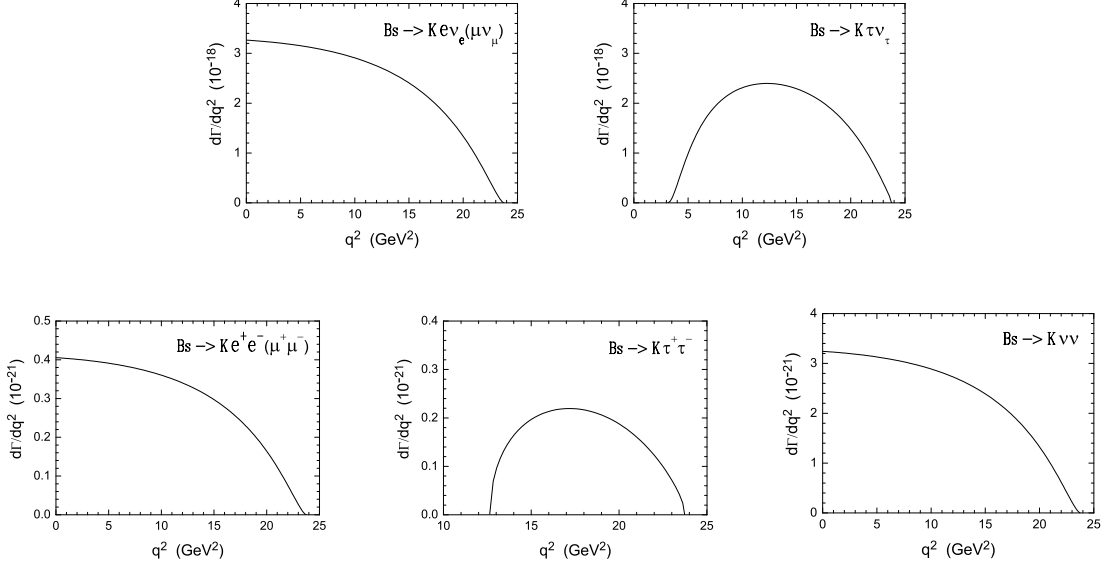 Bs -> K e ν_e (μ ν_μ)
dΓ/dq² (10⁻¹⁸)
4
3
2
1
0
0 5 10 15 20 25
q² (GeV²)
Bs -> K τ ν_τ
dΓ/dq² (10⁻¹⁸)
4
3
2
1
0
0 5 10 15 20 25
q² (GeV²)
Bs -> K e⁺ e⁻ (μ⁺ μ⁻)
dΓ/dq² (10⁻²¹)
0.5
0.4
0.3
0.2
0.1
0.0
0 5 10 15 20 25
q² (GeV²)
Bs -> K τ⁺ τ⁻
dΓ/dq² (10⁻²¹)
0.4
0.3
0.2
0.1
0.0
10 15 20 25
q² (GeV²)
Bs -> K ν ν
dΓ/dq² (10⁻²¹)
4
3
2
1
0
0 5 10 15 20 25
q² (GeV²)